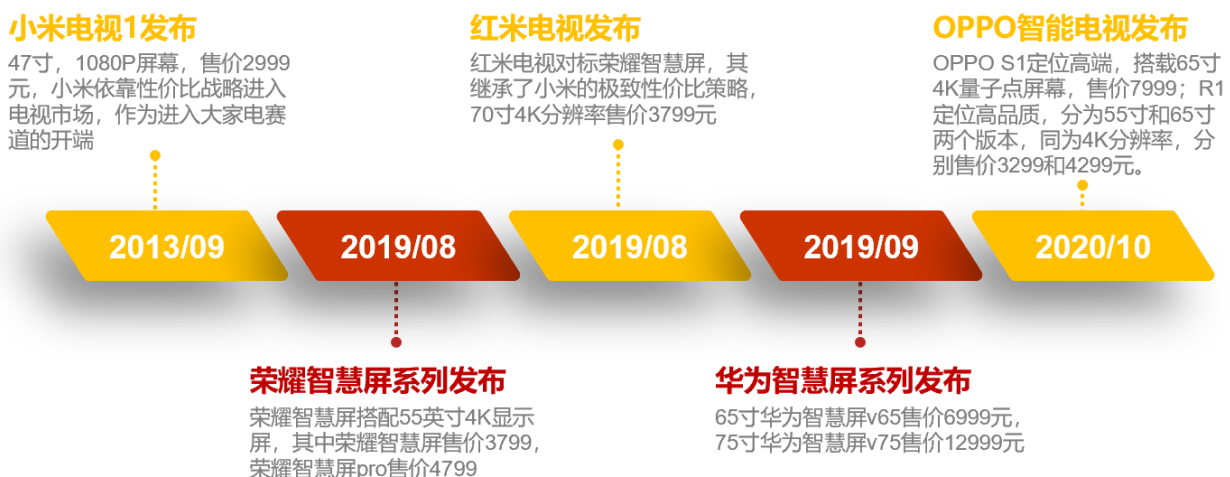 小米电视1发布
47寸，1080P屏幕，售价2999
元，小米依靠性价比战略进入
电视市场，作为进入大家电赛
道的开端
红米电视发布
红米电视对标荣耀智慧屏，其
继承了小米的极致性价比策略，
70寸4K分辨率售价3799元
OPPO智能电视发布
OPPO S1定位高端，搭载65寸
4K量子点屏幕，售价7999；R1
定位高品质，分为55寸和65寸
两个版本，同为4K分辨率，分
别售价3299和4299元。
2013/09
2019/08
2019/08
2019/09
2020/10
荣耀智慧屏系列发布
荣耀智慧屏搭配55英寸4K显示
屏，其中荣耀智慧屏售价3799，
荣耀智慧屏pro售价4799
华为智慧屏系列发布
65寸华为智慧屏v65售价6999元，
75寸华为智慧屏v75售价12999元